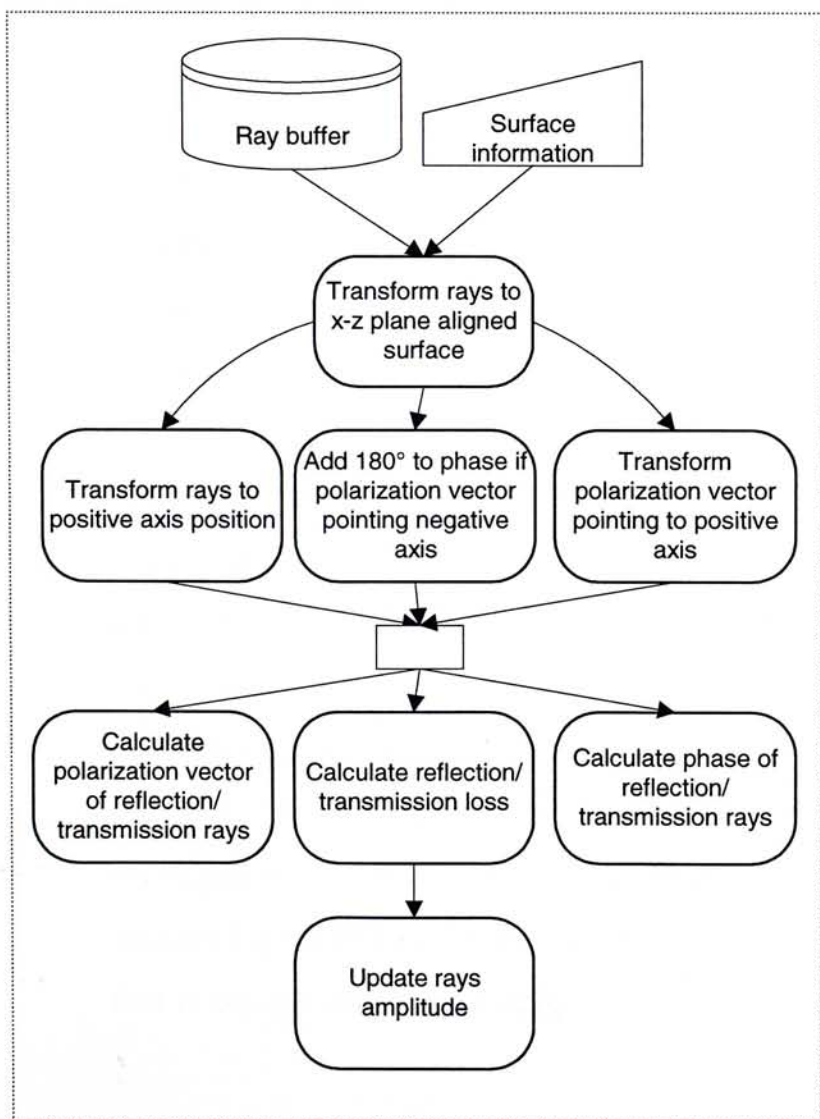 Ray buffer
Surface
information
Transform rays to
x-z plane aligned
surface
Transform rays to
positive axis position
Add 180° to phase if
polarization vector
pointing negative
axis
Transform
polarization vector
pointing to positive
axis
Calculate
polarization vector
of reflection/
transmission rays
Calculate reflection/
transmission loss
Calculate phase of
reflection/
transmission rays
Update rays
amplitude